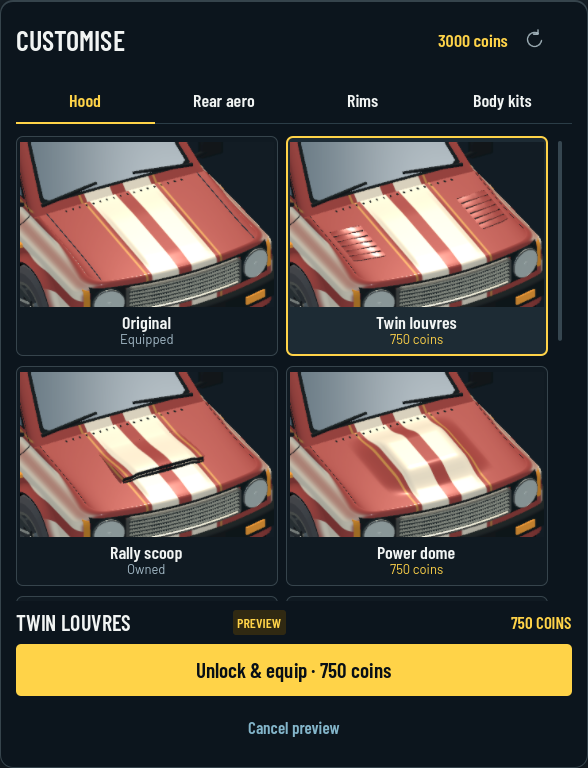 CUSTOMISE
3000 coins
Hood Rear aero Rims Body kits
Original
Equipped
Twin louvres
750 coins
Rally scoop
Owned
Power dome
750 coins
TWIN LOUVRES PREVIEW 750 COINS
Unlock & equip · 750 coins
Cancel preview